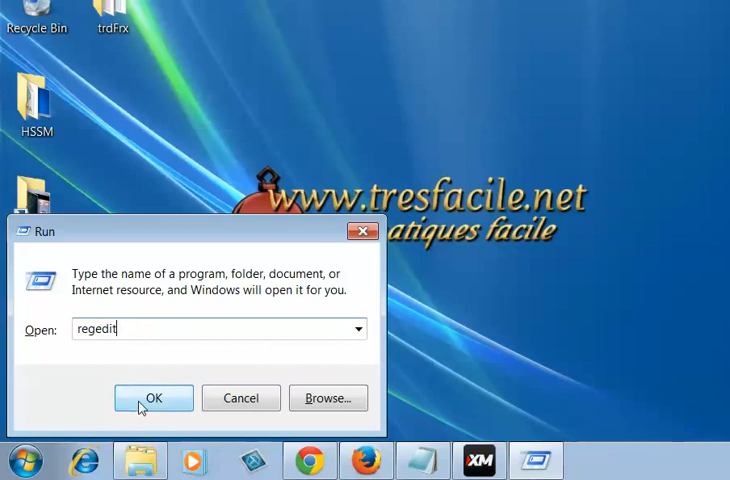 Recycle Bin
trdFrx
HSSM
www.tresfacile.net
atiques facile
Run
Type the name of a program, folder, document, or
Internet resource, and Windows will open it for you.
Open:
regedit
OK
Cancel
Browse...
XM